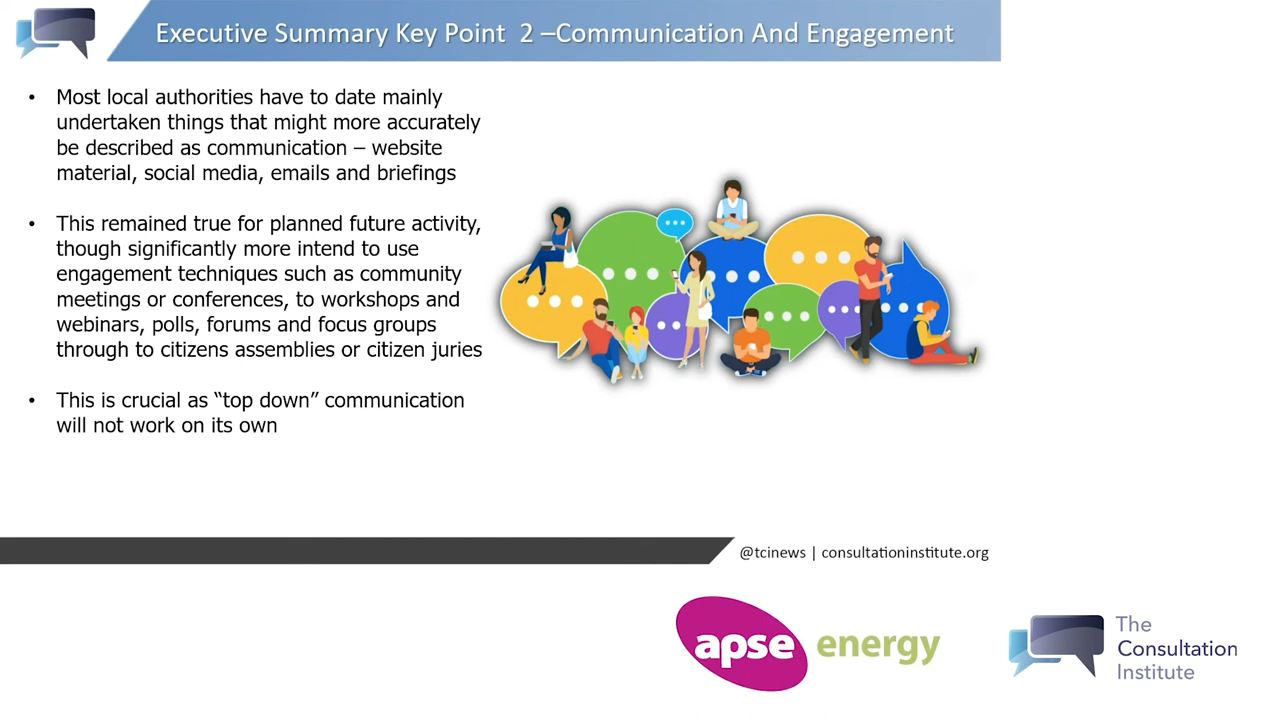 Executive Summary Key Point 2 –Communication And Engagement
• Most local authorities have to date mainly
undertaken things that might more accurately
be described as communication – website
material, social media, emails and briefings
• This remained true for planned future activity,
though significantly more intend to use
engagement techniques such as community
meetings or conferences, to workshops and
webinars, polls, forums and focus groups
through to citizens assemblies or citizen juries
• This is crucial as “top down” communication
will not work on its own
@tcinews | consultationinstitute.org
apse energy
The
Consultation
Institute